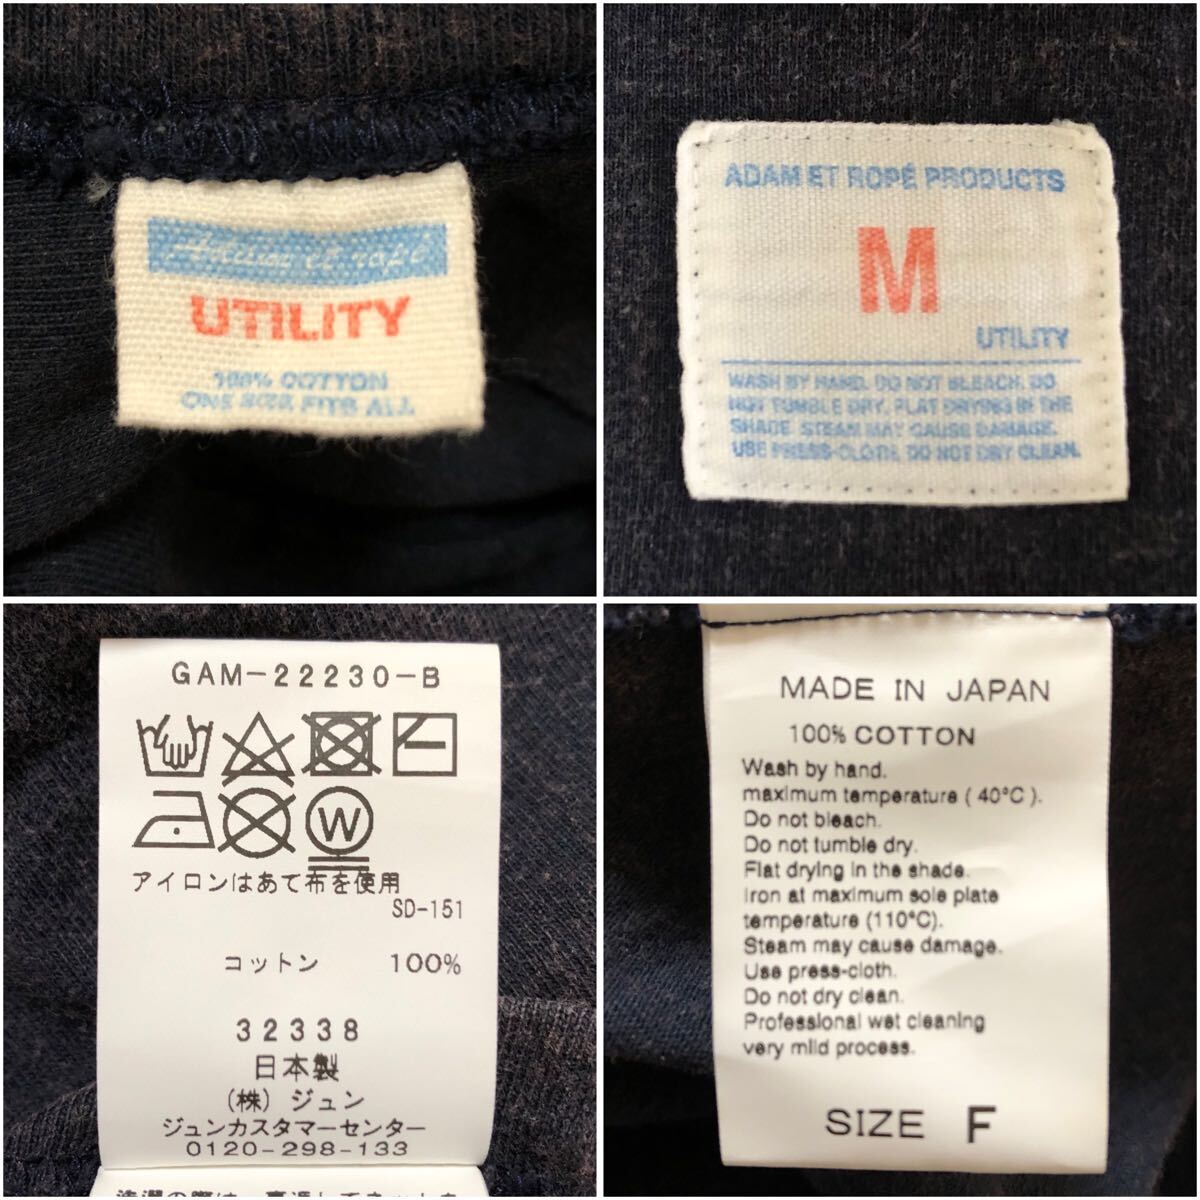 Adam et ropé
UTILITY
100% COTTON
ONE SIZE FITS ALL
ADAM ET ROPÉ PRODUCTS
M
UTILITY
WASH BY HAND. DO NOT BLEACH. DO
NOT TUMBLE DRY. FLAT DRYING IN THE
SHADE. STEAM MAY CAUSE DAMAGE.
USE PRESS-CLOTH. DO NOT DRY CLEAN.
GAM-22230-B
W
アイロンはあて布を使用
SD-151
コットン 100%
32338
日本製
(株) ジュン
ジュンカスタマーセンター
0120-298-133
MADE IN JAPAN
100% COTTON
Wash by hand.
maximum temperature ( 40°C ).
Do not bleach.
Do not tumble dry.
Flat drying in the shade.
Iron at maximum sole plate
temperature (110°C).
Steam may cause damage.
Use press-cloth.
Do not dry clean.
Professional wet cleaning
very mild process.
SIZE F